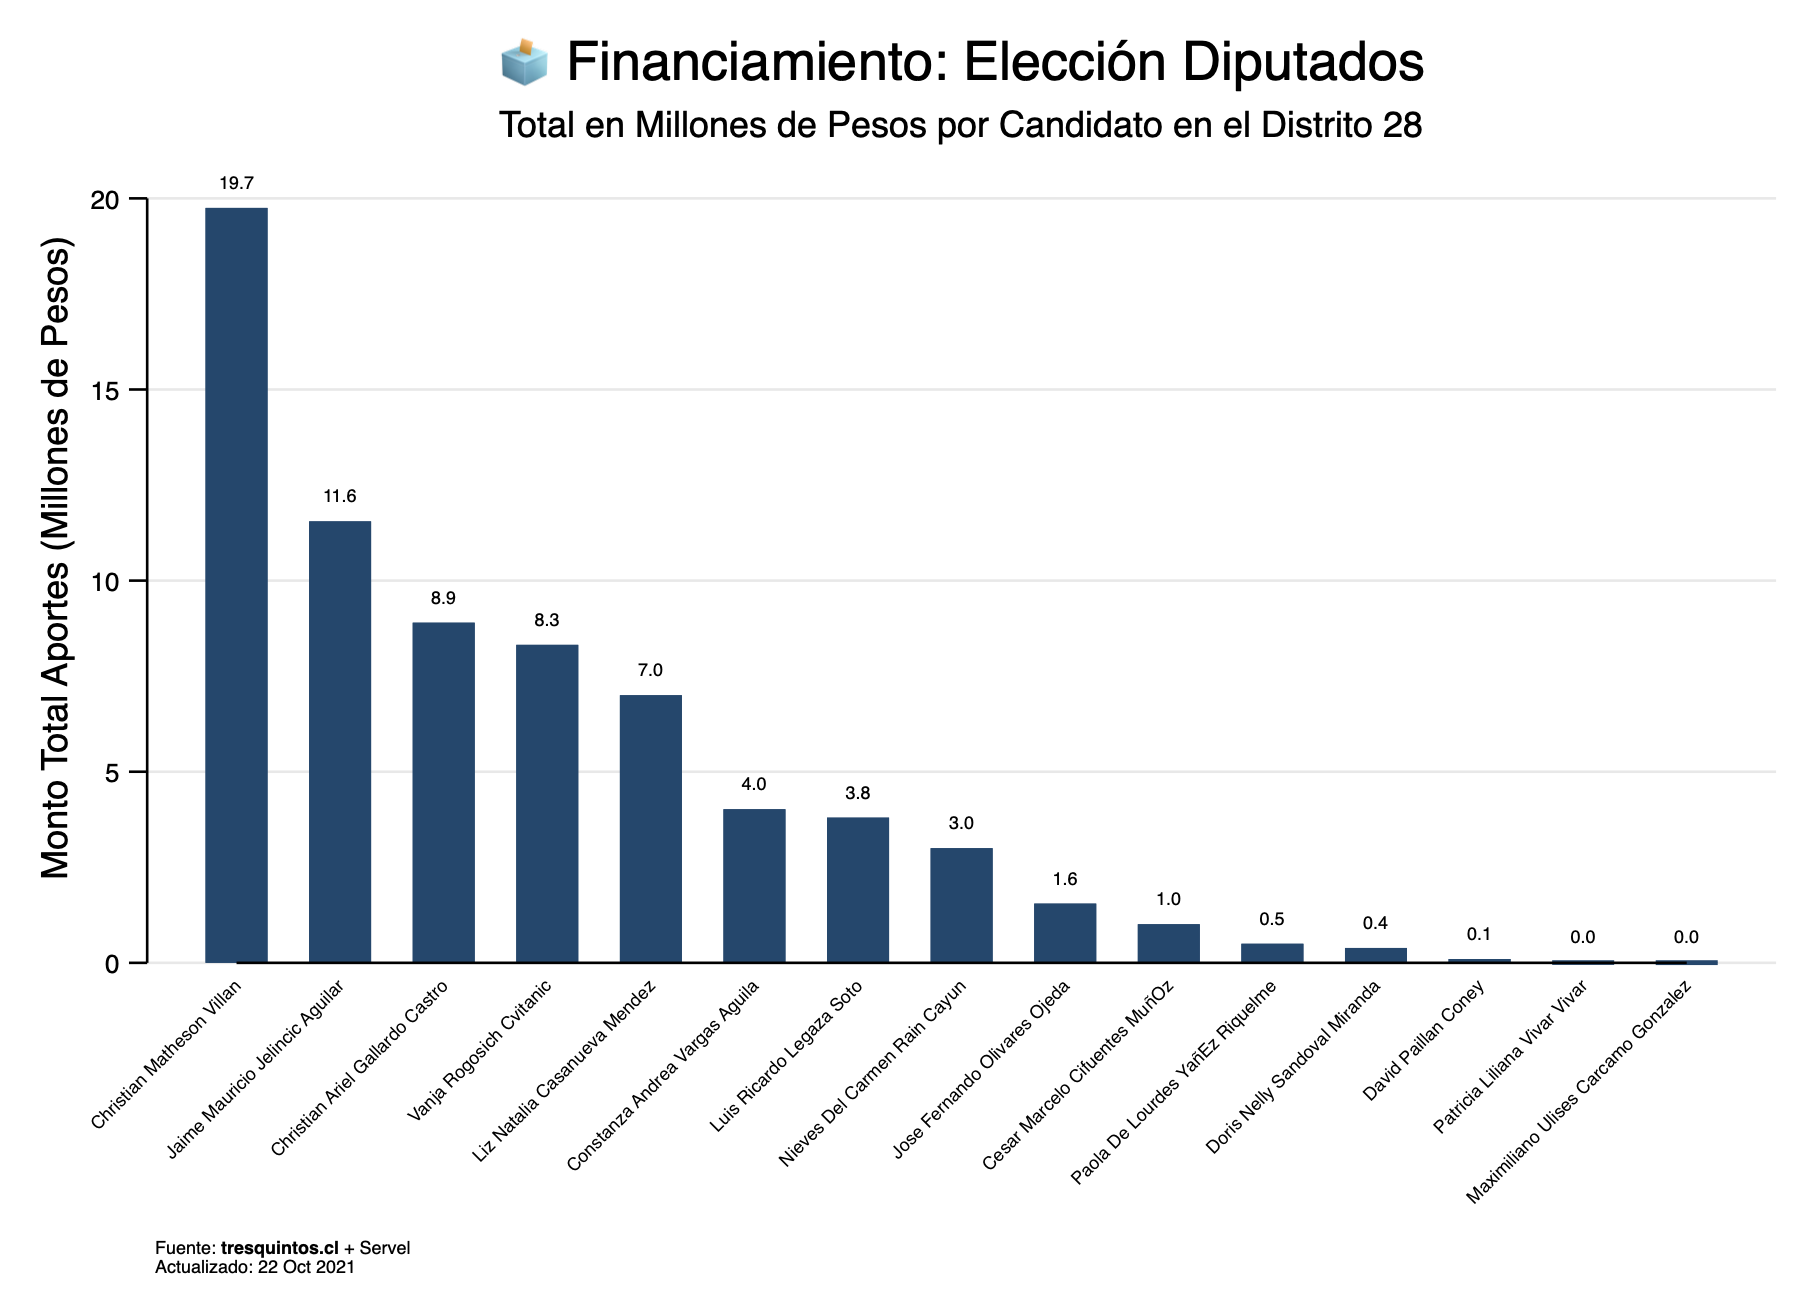 Financiamiento: Elección Diputados
Total en Millones de Pesos por Candidato en el Distrito 28
Monto Total Aportes (Millones de Pesos)
20
15
10
5
0
19.7
11.6
8.9
8.3
7.0
4.0
3.8
3.0
1.6
1.0
0.5
0.4
0.1
0.0
0.0
Christian Matheson Villan
Jaime Mauricio Jelincic Aguilar
Christian Ariel Gallardo Castro
Vanja Rogosich Cvitanic
Liz Natalia Casanueva Mendez
Constanza Andrea Vargas Aguila
Luis Ricardo Legaza Soto
Nieves Del Carmen Rain Cayun
Jose Fernando Olivares Ojeda
Cesar Marcelo Cifuentes MuñOz
Paola De Lourdes YañEz Riquelme
Doris Nelly Sandoval Miranda
David Paillan Coney
Patricia Liliana Vivar Vivar
Maximiliano Ulises Carcamo Gonzalez
Fuente: tresquintos.cl + Servel
Actualizado: 22 Oct 2021